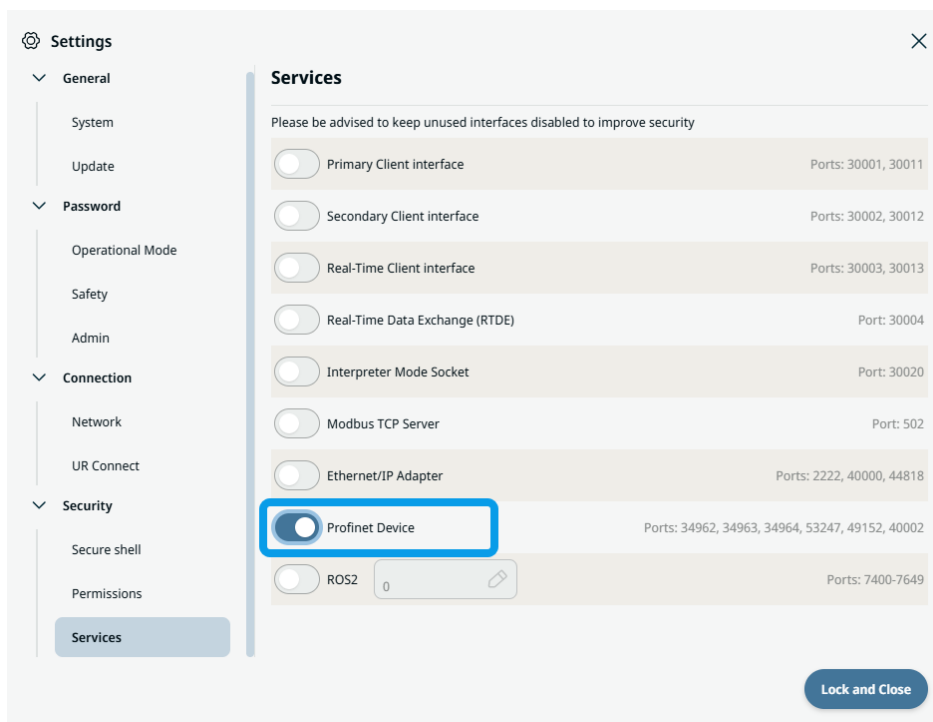 Settings
General
System
Update
Password
Operational Mode
Safety
Admin
Connection
Network
UR Connect
Security
Secure shell
Permissions
Services
Services
Please be advised to keep unused interfaces disabled to improve security
Primary Client interface Ports: 30001, 30011
Secondary Client interface Ports: 30002, 30012
Real-Time Client interface Ports: 30003, 30013
Real-Time Data Exchange (RTDE) Port: 30004
Interpreter Mode Socket Port: 30020
Modbus TCP Server Port: 502
Ethernet/IP Adapter Ports: 2222, 40000, 44818
Profinet Device Ports: 34962, 34963, 34964, 53247, 49152, 40002
ROS2 0 Ports: 7400-7649
Lock and Close